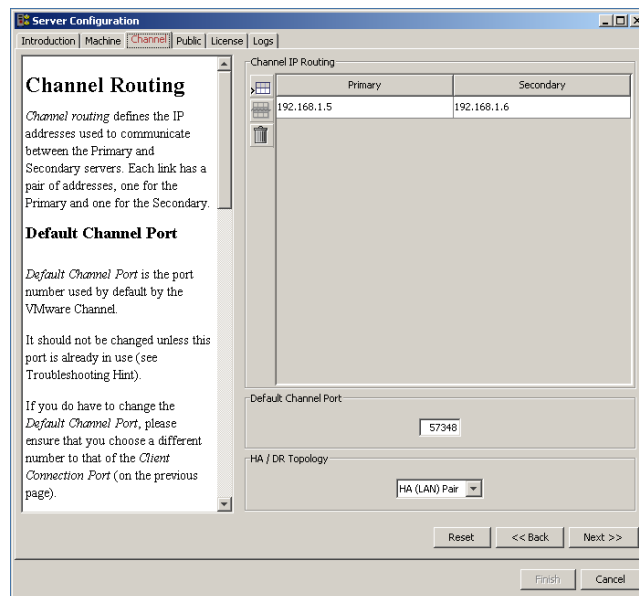 Server Configuration
Introduction Machine Channel Public License Logs
Channel Routing
Channel routing defines the IP
addresses used to communicate
between the Primary and
Secondary servers. Each link has a
pair of addresses, one for the
Primary and one for the Secondary.
Default Channel Port
Default Channel Port is the port
number used by default by the
VMware Channel.
It should not be changed unless this
port is already in use (see
Troubleshooting Hint).
If you do have to change the
Default Channel Port, please
ensure that you choose a different
number to that of the Client
Connection Port (on the previous
page).
Channel IP Routing
Primary Secondary
192.168.1.5 192.168.1.6
Default Channel Port
57348
HA / DR Topology
HA (LAN) Pair
Reset << Back Next >>
Finish Cancel